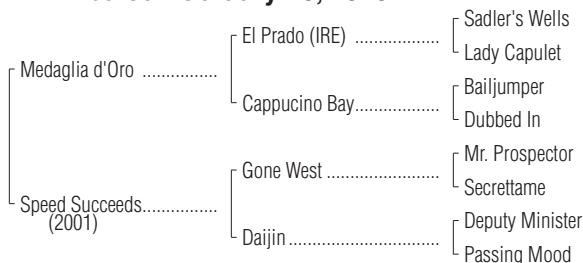 Medaglia d'Oro ................
El Prado (IRE) ..................
Sadler's Wells
Lady Capulet
Cappucino Bay..................
Bailjumper
Dubbed In
Speed Succeeds................
(2001)
Gone West ........................
Mr. Prospector
Secrettame
Daijin ................................
Deputy Minister
Passing Mood